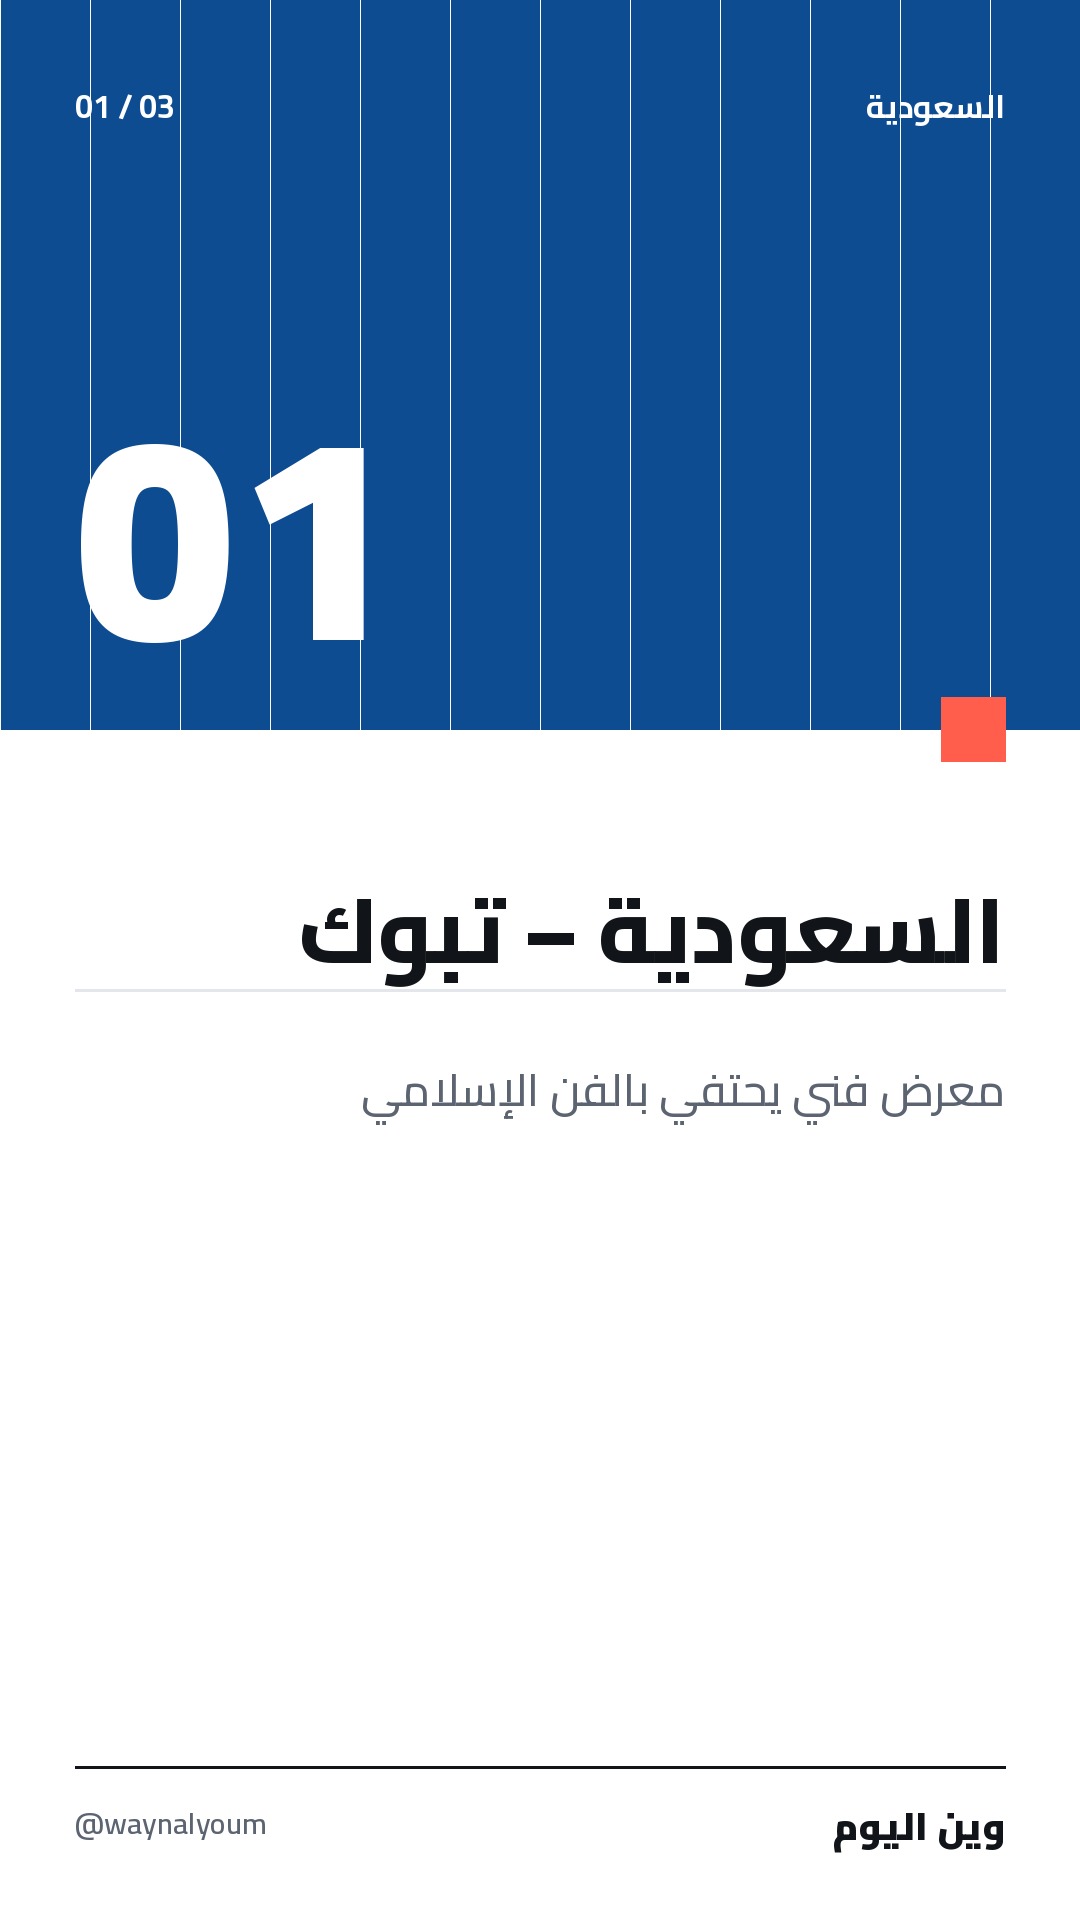 السعودية
01 / 03
01
السعودية – تبوك
معرض فني يحتفي بالفن الإسلامي
وين اليوم
@waynalyoum